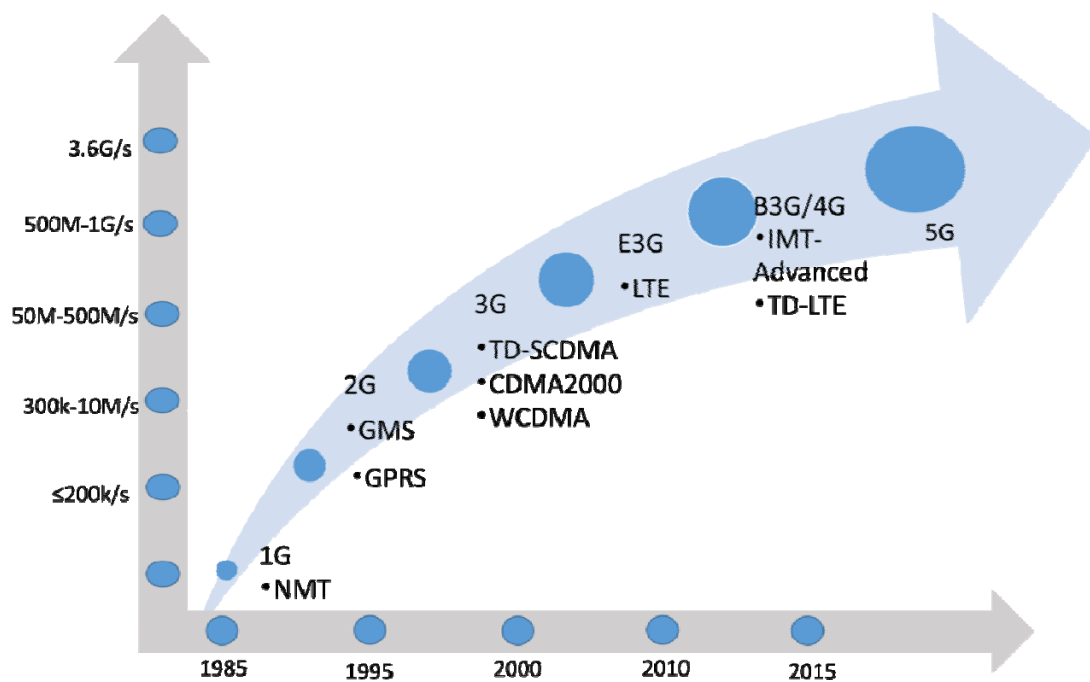 3.6G/s
500M-1G/s
50M-500M/s
300k-10M/s
≤200k/s
1G
•NMT
2G
•GMS
•GPRS
3G
•TD-SCDMA
•CDMA2000
•WCDMA
E3G
•LTE
B3G/4G
•IMT-
Advanced
•TD-LTE
5G
1985
1995
2000
2010
2015